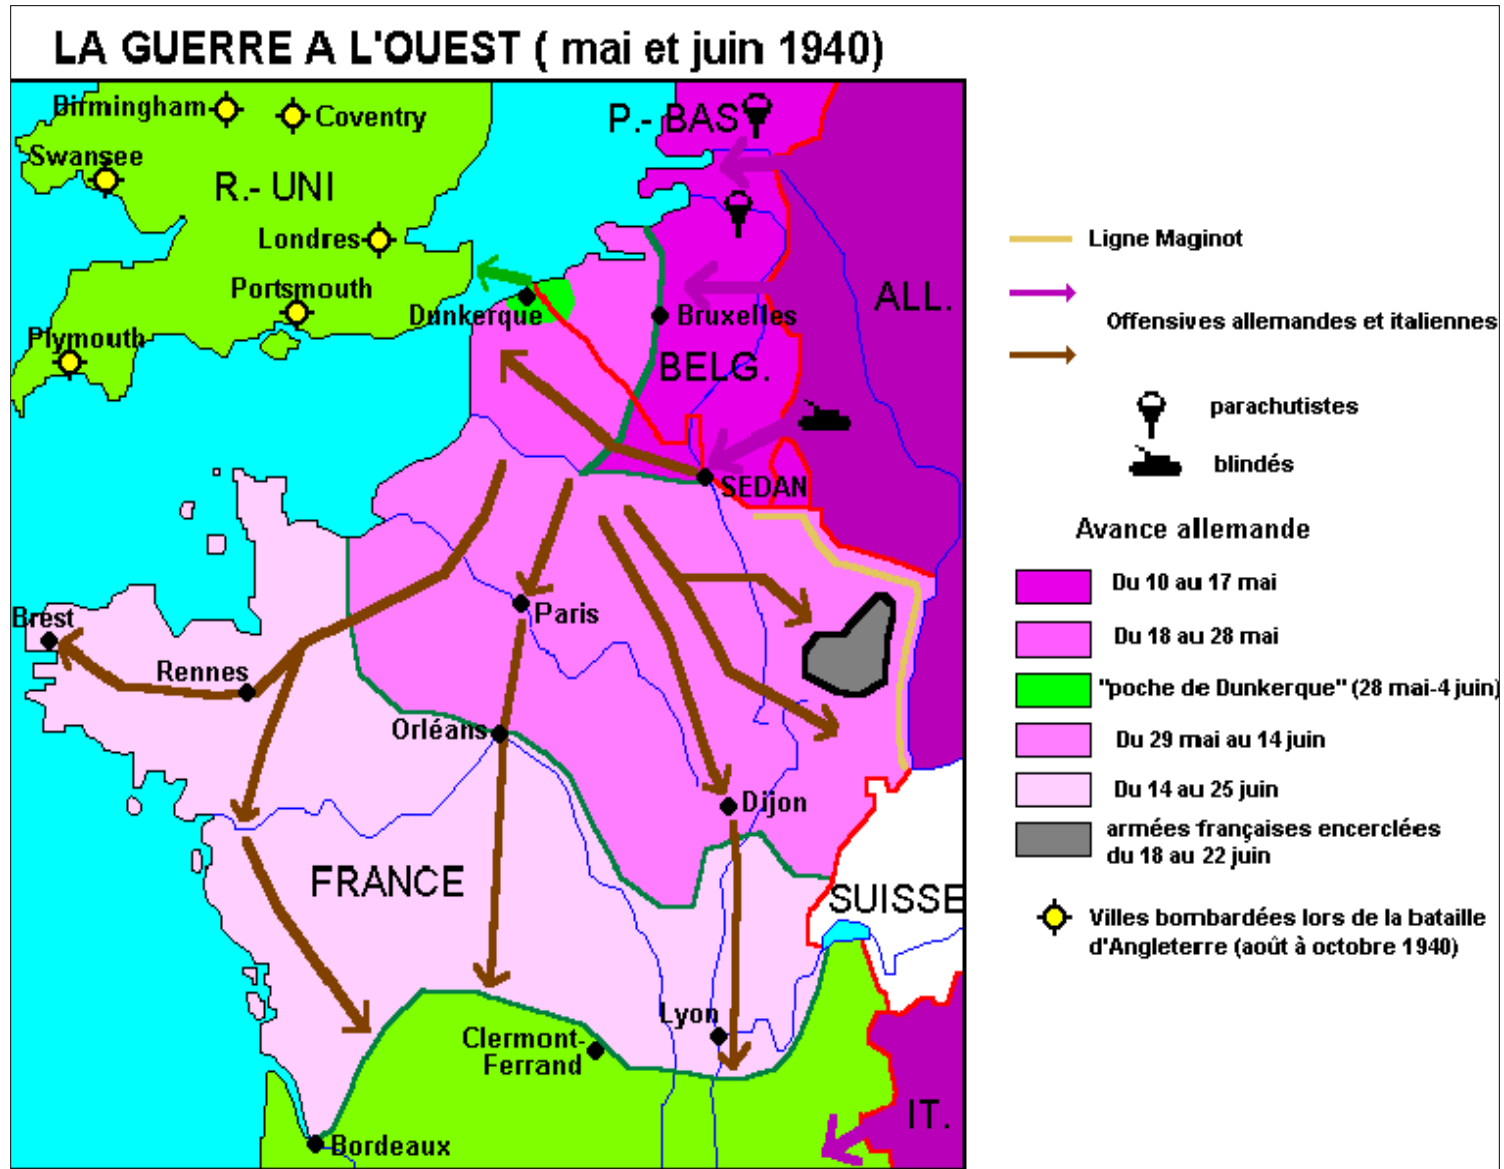 LA GUERRE A L'OUEST ( mai et juin 1940)
Birmingham
Coventry
P.- BAS
Swansee
R.- UNI
Londres
Ligne Maginot
Portsmouth
ALL.
Dunkerque
Bruxelles
Offensives allemandes et italiennes
Plymouth
BELG.
parachutistes
blindés
SEDAN
Avance allemande
Du 10 au 17 mai
Brest
Paris
Du 18 au 28 mai
Rennes
"poche de Dunkerque" (28 mai-4 juin)
Orléans
Du 29 mai au 14 juin
Dijon
Du 14 au 25 juin
armées françaises encerclées
du 18 au 22 juin
FRANCE
SUISSE
Villes bombardées lors de la bataille
d'Angleterre (août à octobre 1940)
Lyon
Clermont-
Ferrand
IT.
Bordeaux